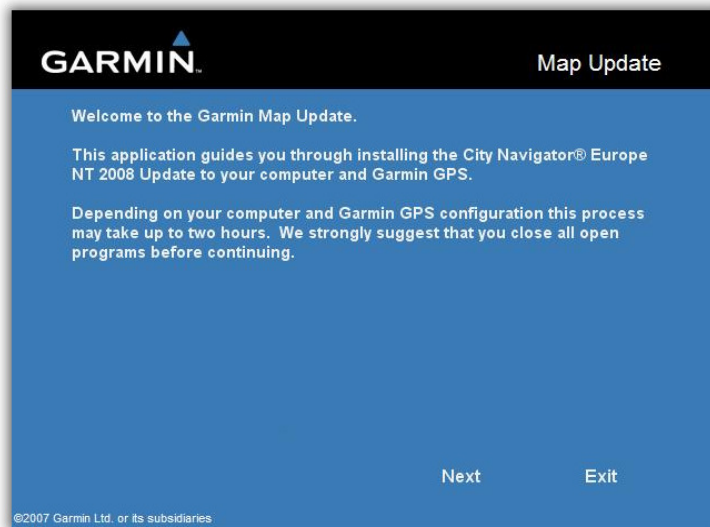 GARMIN™
Map Update
Welcome to the Garmin Map Update.
This application guides you through installing the City Navigator® Europe
NT 2008 Update to your computer and Garmin GPS.
Depending on your computer and Garmin GPS configuration this process
may take up to two hours.  We strongly suggest that you close all open
programs before continuing.
Next
Exit
©2007 Garmin Ltd. or its subsidiaries